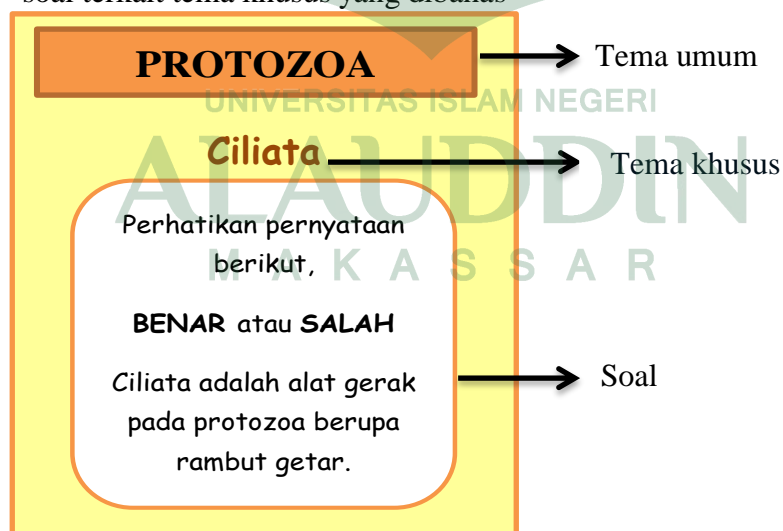 soal terkait tema khusus yang dibahas
PROTOZOA
Tema umum
UNIVERSITAS ISLAM NEGERI
Ciliata
Tema khusus
ALAUDDIN
Perhatikan pernyataan
berikut,
MAKASSAR
BENAR atau SALAH
Ciliata adalah alat gerak
Soal
pada protozoa berupa
rambut getar.